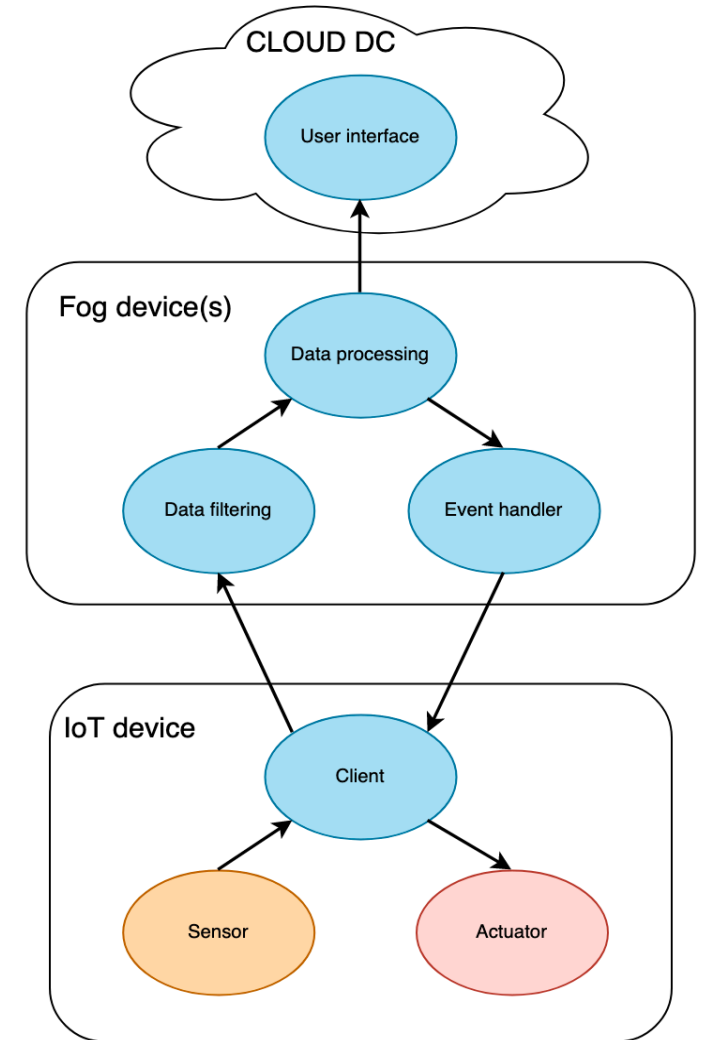 CLOUD DC
User interface
Fog device(s)
Data processing
Data filtering
Event handler
IoT device
Client
Sensor
Actuator